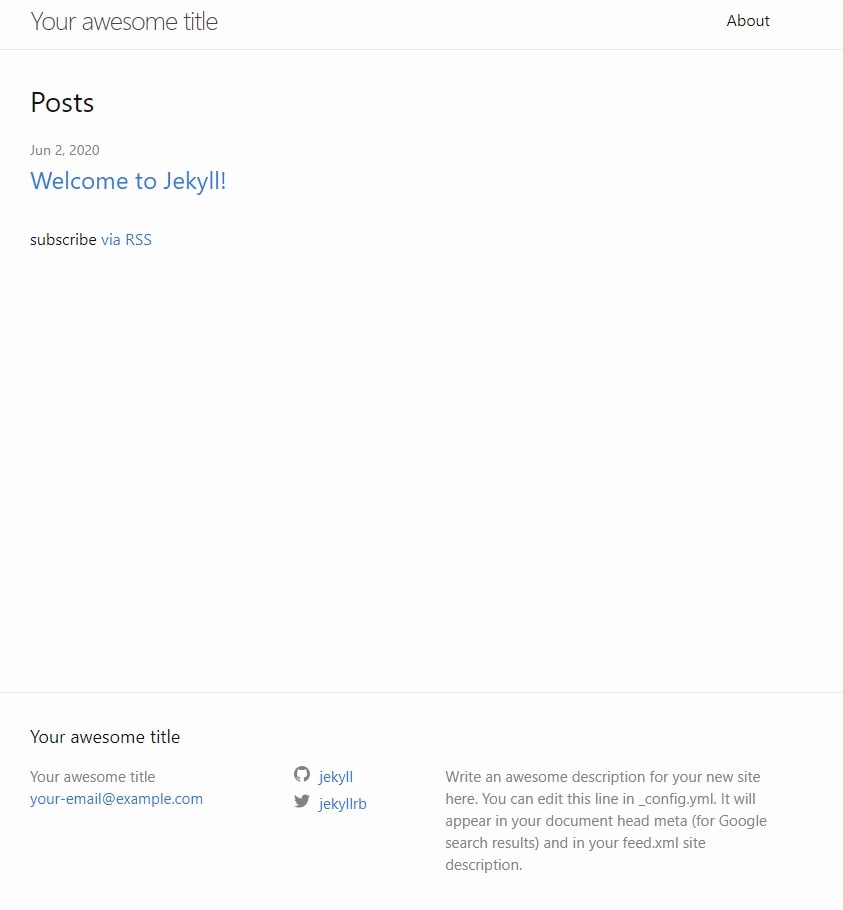 Your awesome title
About
Posts
Jun 2, 2020
Welcome to Jekyll!
subscribe via RSS
Your awesome title
Your awesome title
your-email@example.com
jekyll
jekyllrb
Write an awesome description for your new site
here. You can edit this line in _config.yml. It will
appear in your document head meta (for Google
search results) and in your feed.xml site
description.